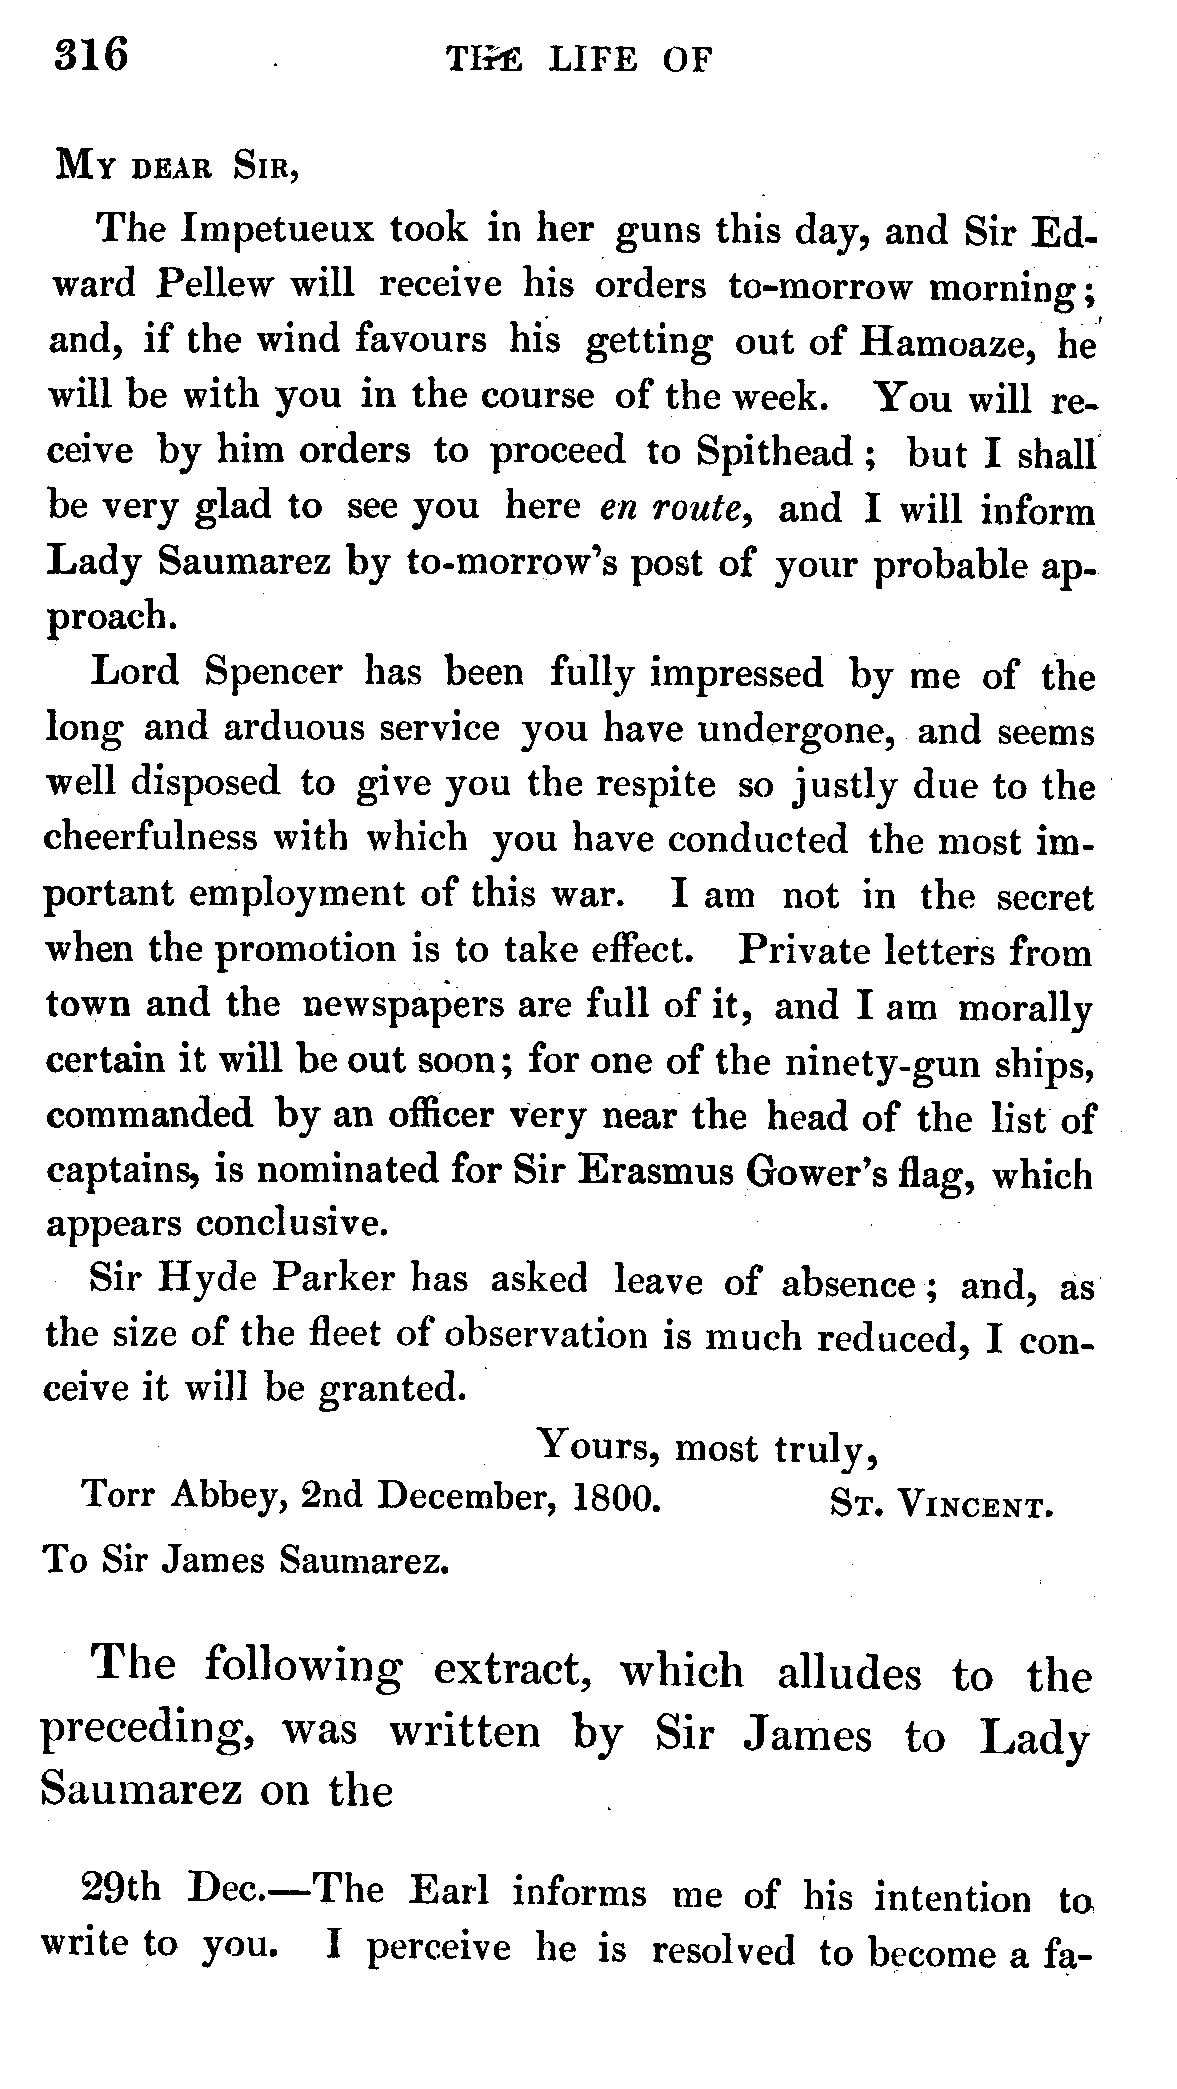 316 THE LIFE OF
My dear Sir,
The Impetueux took in her guns this day, and Sir Ed-
ward Pellew will receive his orders to-morrow morning;
and, if the wind favours his getting out of Hamoaze, he
will be with you in the course of the week. You will re-
ceive by him orders to proceed to Spithead; but I shall
be very glad to see you here en route, and I will inform
Lady Saumarez by to-morrow's post of your probable ap-
proach.
Lord Spencer has been fully impressed by me of the
long and arduous service you have undergone, and seems
well disposed to give you the respite so justly due to the
cheerfulness with which you have conducted the most im-
portant employment of this war. I am not in the secret
when the promotion is to take effect. Private letters from
town and the newspapers are full of it, and I am morally
certain it will be out soon; for one of the ninety-gun ships,
commanded by an officer very near the head of the list of
captains, is nominated for Sir Erasmus Gower's flag, which
appears conclusive.
Sir Hyde Parker has asked leave of absence; and, as
the size of the fleet of observation is much reduced, I con-
ceive it will be granted.
Yours, most truly,
Torr Abbey, 2nd December, 1800. St. Vincent.
To Sir James Saumarez.
The following extract, which alludes to the
preceding, was written by Sir James to Lady
Saumarez on the
29th Dec.—The Earl informs me of his intention to
write to you. I perceive he is resolved to become a fa-